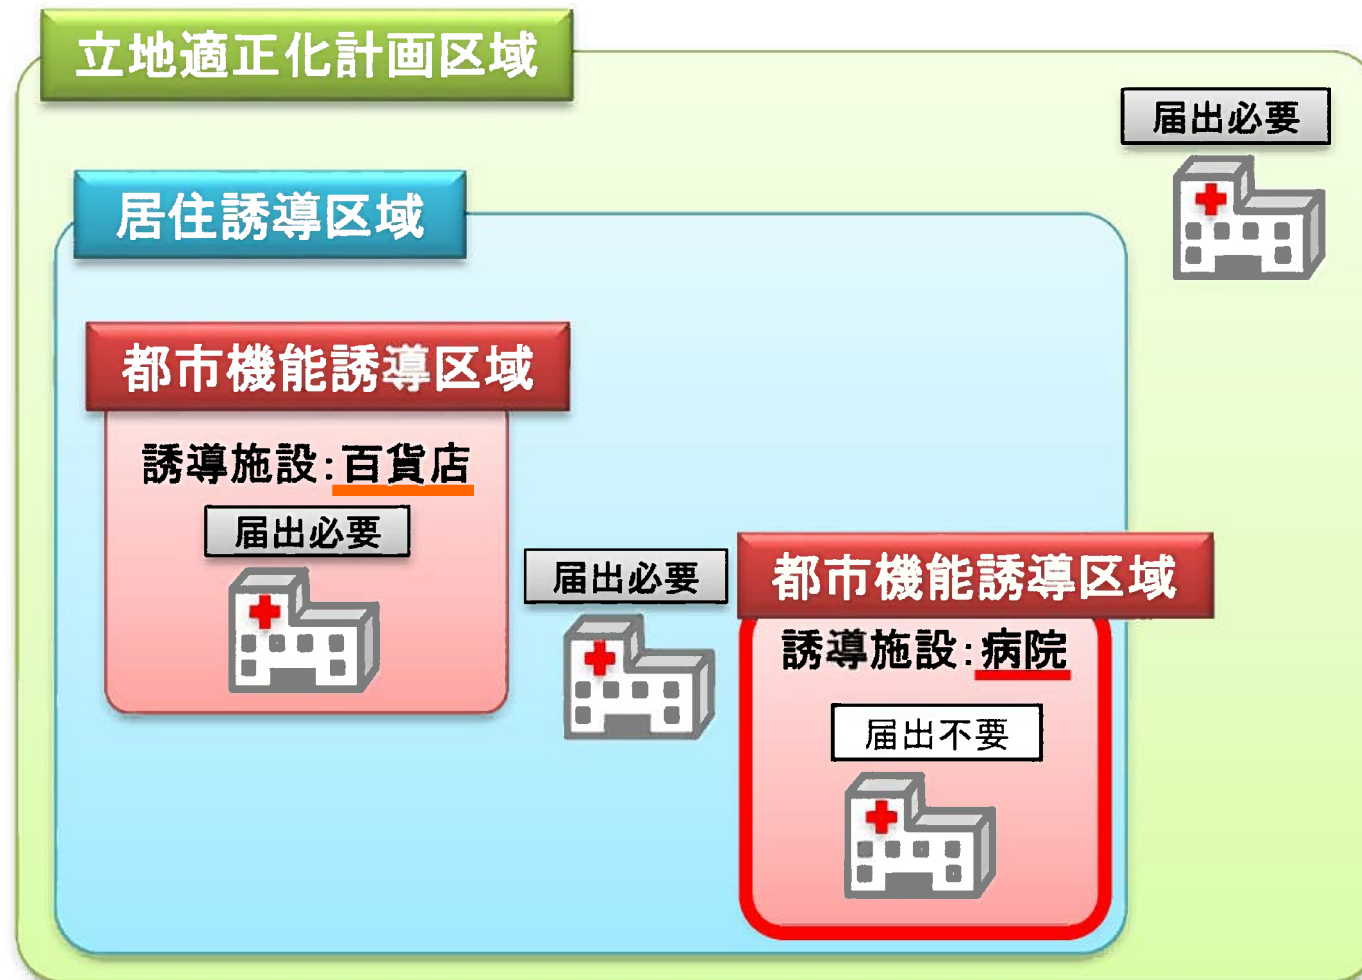 立地適正化計画区域
届出必要
居住誘導区域
都市機能誘導区域
誘導施設:百貨店
届出必要
届出必要
都市機能誘導区域
誘導施設:病院
届出不要